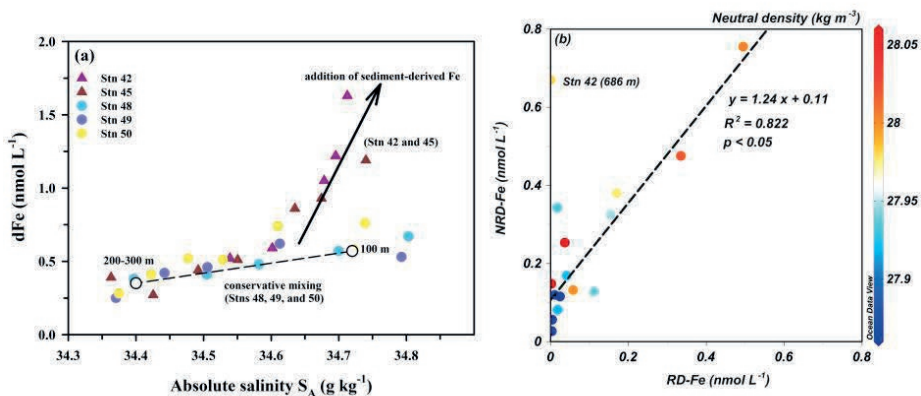 (a)
Stn 42
Stn 45
Stn 48
Stn 49
Stn 50
addition of sediment-derived Fe
(Stn 42 and 45)
200-300 m
100 m
conservative mixing
(Stns 48, 49, and 50)
2.0
1.5
1.0
0.5
0.0
dFe (nmol L-1)
34.3 34.4 34.5 34.6 34.7 34.8
Absolute salinity SA (g kg-1)
Neutral density (kg m-3)
(b)
Stn 42 (686 m)
y = 1.24 x + 0.11
R2 = 0.822
p < 0.05
0.8
0.6
0.4
0.2
0
NRD-Fe (nmol L-1)
0 0.2 0.4 0.6 0.8
RD-Fe (nmol L-1)
28.05
28
27.95
27.9
Ocean Data View